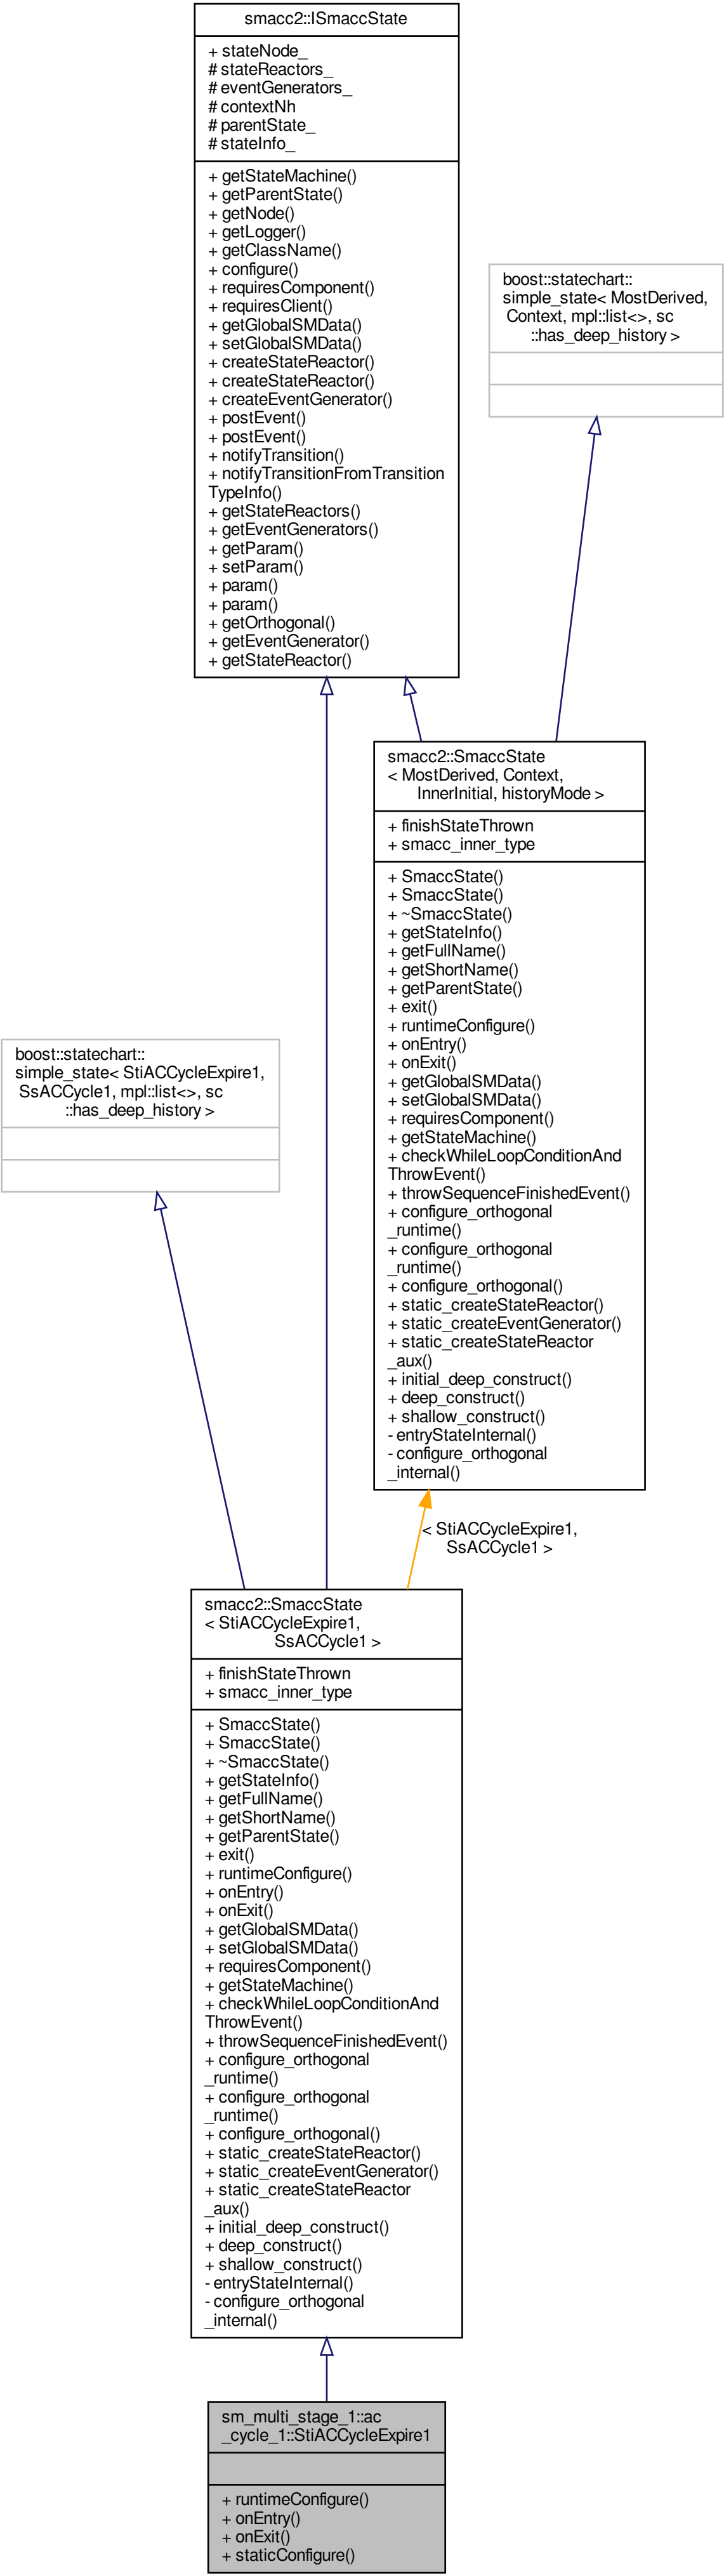 smacc2::ISmaccState
+ stateNode_
# stateReactors_
# eventGenerators_
# contextNh
# parentState_
# stateInfo_
+ getStateMachine()
+ getParentState()
+ getNode()
+ getLogger()
+ getClassName()
+ configure()
+ requiresComponent()
+ requiresClient()
+ getGlobalSMData()
+ setGlobalSMData()
+ createStateReactor()
+ createStateReactor()
+ createEventGenerator()
+ postEvent()
+ postEvent()
+ notifyTransition()
+ notifyTransitionFromTransition
TypeInfo()
+ getStateReactors()
+ getEventGenerators()
+ getParam()
+ setParam()
+ param()
+ param()
+ getOrthogonal()
+ getEventGenerator()
+ getStateReactor()
boost::statechart::
simple_state< MostDerived,
Context, mpl::list<>, sc
::has_deep_history >
smacc2::SmaccState
< MostDerived, Context,
InnerInitial, historyMode >
+ finishStateThrown
+ smacc_inner_type
+ SmaccState()
+ SmaccState()
+ ~SmaccState()
+ getStateInfo()
+ getFullName()
+ getShortName()
+ getParentState()
+ exit()
+ runtimeConfigure()
+ onEntry()
+ onExit()
+ getGlobalSMData()
+ setGlobalSMData()
+ requiresComponent()
+ getStateMachine()
+ checkWhileLoopConditionAnd
ThrowEvent()
+ throwSequenceFinishedEvent()
+ configure_orthogonal
_runtime()
+ configure_orthogonal
_runtime()
+ configure_orthogonal()
+ static_createStateReactor()
+ static_createEventGenerator()
+ static_createStateReactor
_aux()
+ initial_deep_construct()
+ deep_construct()
+ shallow_construct()
- entryStateInternal()
- configure_orthogonal
_internal()
boost::statechart::
simple_state< StiACCycleExpire1,
SsACCycle1, mpl::list<>, sc
::has_deep_history >
< StiACCycleExpire1,
SsACCycle1 >
smacc2::SmaccState
< StiACCycleExpire1,
SsACCycle1 >
+ finishStateThrown
+ smacc_inner_type
+ SmaccState()
+ SmaccState()
+ ~SmaccState()
+ getStateInfo()
+ getFullName()
+ getShortName()
+ getParentState()
+ exit()
+ runtimeConfigure()
+ onEntry()
+ onExit()
+ getGlobalSMData()
+ setGlobalSMData()
+ requiresComponent()
+ getStateMachine()
+ checkWhileLoopConditionAnd
ThrowEvent()
+ throwSequenceFinishedEvent()
+ configure_orthogonal
_runtime()
+ configure_orthogonal
_runtime()
+ configure_orthogonal()
+ static_createStateReactor()
+ static_createEventGenerator()
+ static_createStateReactor
_aux()
+ initial_deep_construct()
+ deep_construct()
+ shallow_construct()
- entryStateInternal()
- configure_orthogonal
_internal()
sm_multi_stage_1::ac
_cycle_1::StiACCycleExpire1
+ runtimeConfigure()
+ onEntry()
+ onExit()
+ staticConfigure()